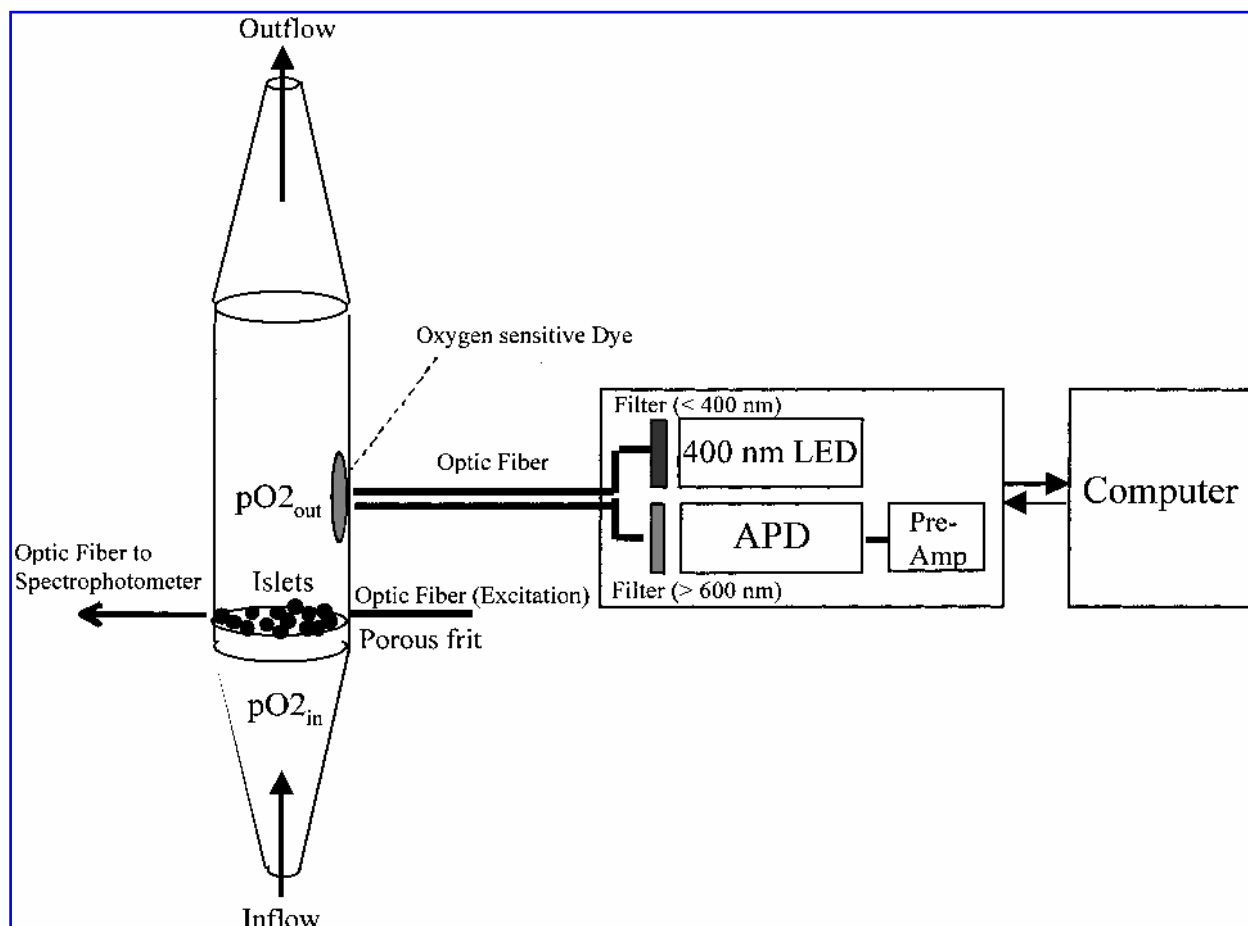 Outflow
Oxygen sensitive Dye
Filter (< 400 nm)
400 nm LED
Optic Fiber
pO2out
Computer
APD
Pre-
Amp
Optic Fiber to
Spectrophotometer
Islets
Optic Fiber (Excitation)
Filter (> 600 nm)
Porous frit
pO2in
Inflow